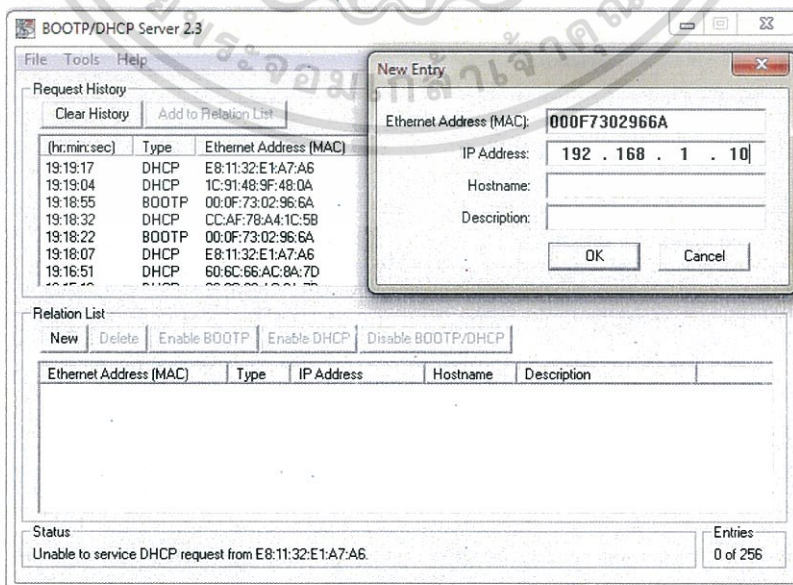 BOOTP/DHCP Server 2.3
File Tools Help
Request History
Clear History Add to Relation List
(hr:min:sec) Type Ethernet Address (MAC)
19:19:17 DHCP E8:11:32:E1:A7:A6
19:19:04 DHCP 1C:91:48:9F:48:0A
19:18:55 BOOTP 00:0F:73:02:96:6A
19:18:32 DHCP CC:AF:78:A4:1C:5B
19:18:22 BOOTP 00:0F:73:02:96:6A
19:18:07 DHCP E8:11:32:E1:A7:A6
19:16:51 DHCP 60:6C:66:AC:8A:7D
New Entry
Ethernet Address (MAC): 000F7302966A
IP Address: 192 . 168 . 1 . 10
Hostname:
Description:
OK Cancel
Relation List
New Delete Enable BOOTP Enable DHCP Disable BOOTP/DHCP
Ethernet Address (MAC) Type IP Address Hostname Description
Status
Unable to service DHCP request from E8:11:32:E1:A7:A6.
Entries
0 of 256